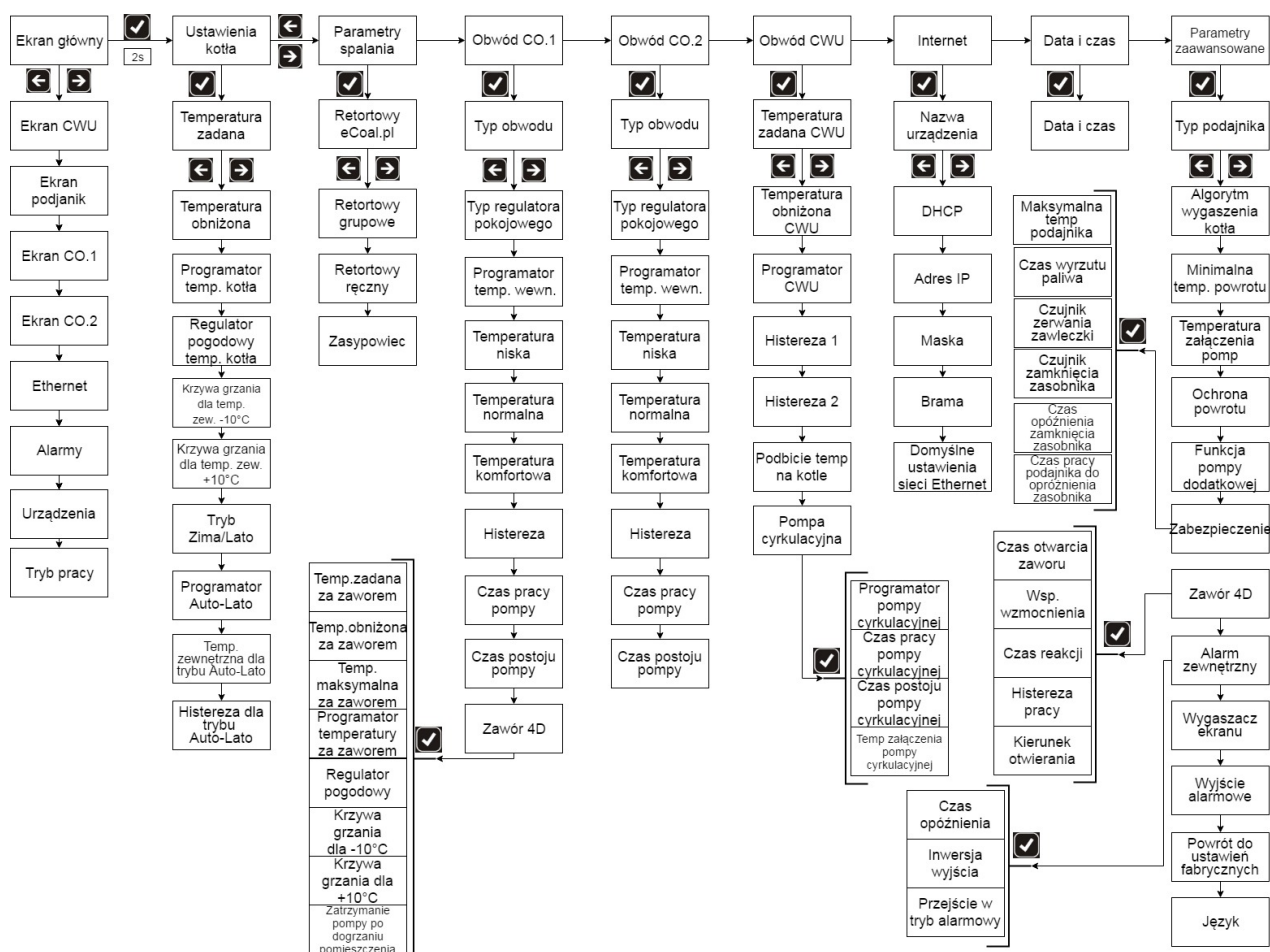 Ekran główny
2s
Ekran CWU
Ekran
podjanik
Ekran CO.1
Ekran CO.2
Ethernet
Alarmy
Urządzenia
Tryb pracy
Ustawienia
kotła
Temperatura
zadana
Temperatura
obniżona
Programator
temp. kotła
Regulator
pogodowy
temp. kotła
Krzywa grzania
dla temp.
zew. -10°C
Krzywa grzania
dla temp. zew.
+10°C
Tryb
Zima/Lato
Programator
Auto-Lato
Temp.
zewnętrzna dla
trybu Auto-Lato
Histereza dla
trybu
Auto-Lato
Parametry
spalania
Retortowy
eCoal.pl
Retortowy
grupowe
Retortowy
ręczny
Zasypowiec
Obwód CO.1
Typ obwodu
Typ regulatora
pokojowego
Programator
temp. wewn.
Temperatura
niska
Temperatura
normalna
Temperatura
komfortowa
Histereza
Czas pracy
pompy
Czas postoju
pompy
Zawór 4D
Temp.zadana
za zaworem
Temp.obniżona
za zaworem
Temp.
maksymalna
za zaworem
Programator
temperatury
za zaworem
Regulator
pogodowy
Krzywa
grzania
dla -10°C
Krzywa
grzania dla
+10°C
Zatrzymanie
pompy po
dogrzaniu
pomieszczenia
Obwód CO.2
Typ obwodu
Typ regulatora
pokojowego
Programator
temp. wewn.
Temperatura
niska
Temperatura
normalna
Temperatura
komfortowa
Histereza
Czas pracy
pompy
Czas postoju
pompy
Obwód CWU
Temperatura
zadana CWU
Temperatura
obniżona
CWU
Programator
CWU
Histereza 1
Histereza 2
Podbicie temp
na kotle
Pompa
cyrkulacyjna
Programator
pompy
cyrkulacyjnej
Czas pracy
pompy
cyrkulacyjnej
Czas postoju
pompy
cyrkulacyjnej
Temp załączenia
pompy
cyrkulacyjnej
Internet
Nazwa
urządzenia
DHCP
Adres IP
Maska
Brama
Domyślne
ustawienia
sieci Ethernet
Data i czas
Data i czas
Parametry
zaawansowane
Typ podajnika
Algorytm
wygaszenia
kotła
Minimalna
temp. powrotu
Temperatura
załączenia
pomp
Ochrona
powrotu
Funkcja
pompy
dodatkowej
Zabezpieczenie
Maksymalna
temp
podajnika
Czas wyrzutu
paliwa
Czujnik
zerwania
zawleczki
Czujnik
zamknięcia
zasobnika
Czas
opóźnienia
zamknięcia
zasobnika
Czas pracy
podajnika do
opróżnienia
zasobnika
Zawór 4D
Czas otwarcia
zaworu
Wsp.
wzmocnienia
Czas reakcji
Histereza
pracy
Kierunek
otwierania
Alarm
zewnętrzny
Czas
opóźnienia
Inwersja
wyjścia
Przejście w
tryb alarmowy
Wygaszacz
ekranu
Wyjście
alarmowe
Powrót do
ustawień
fabrycznych
Język